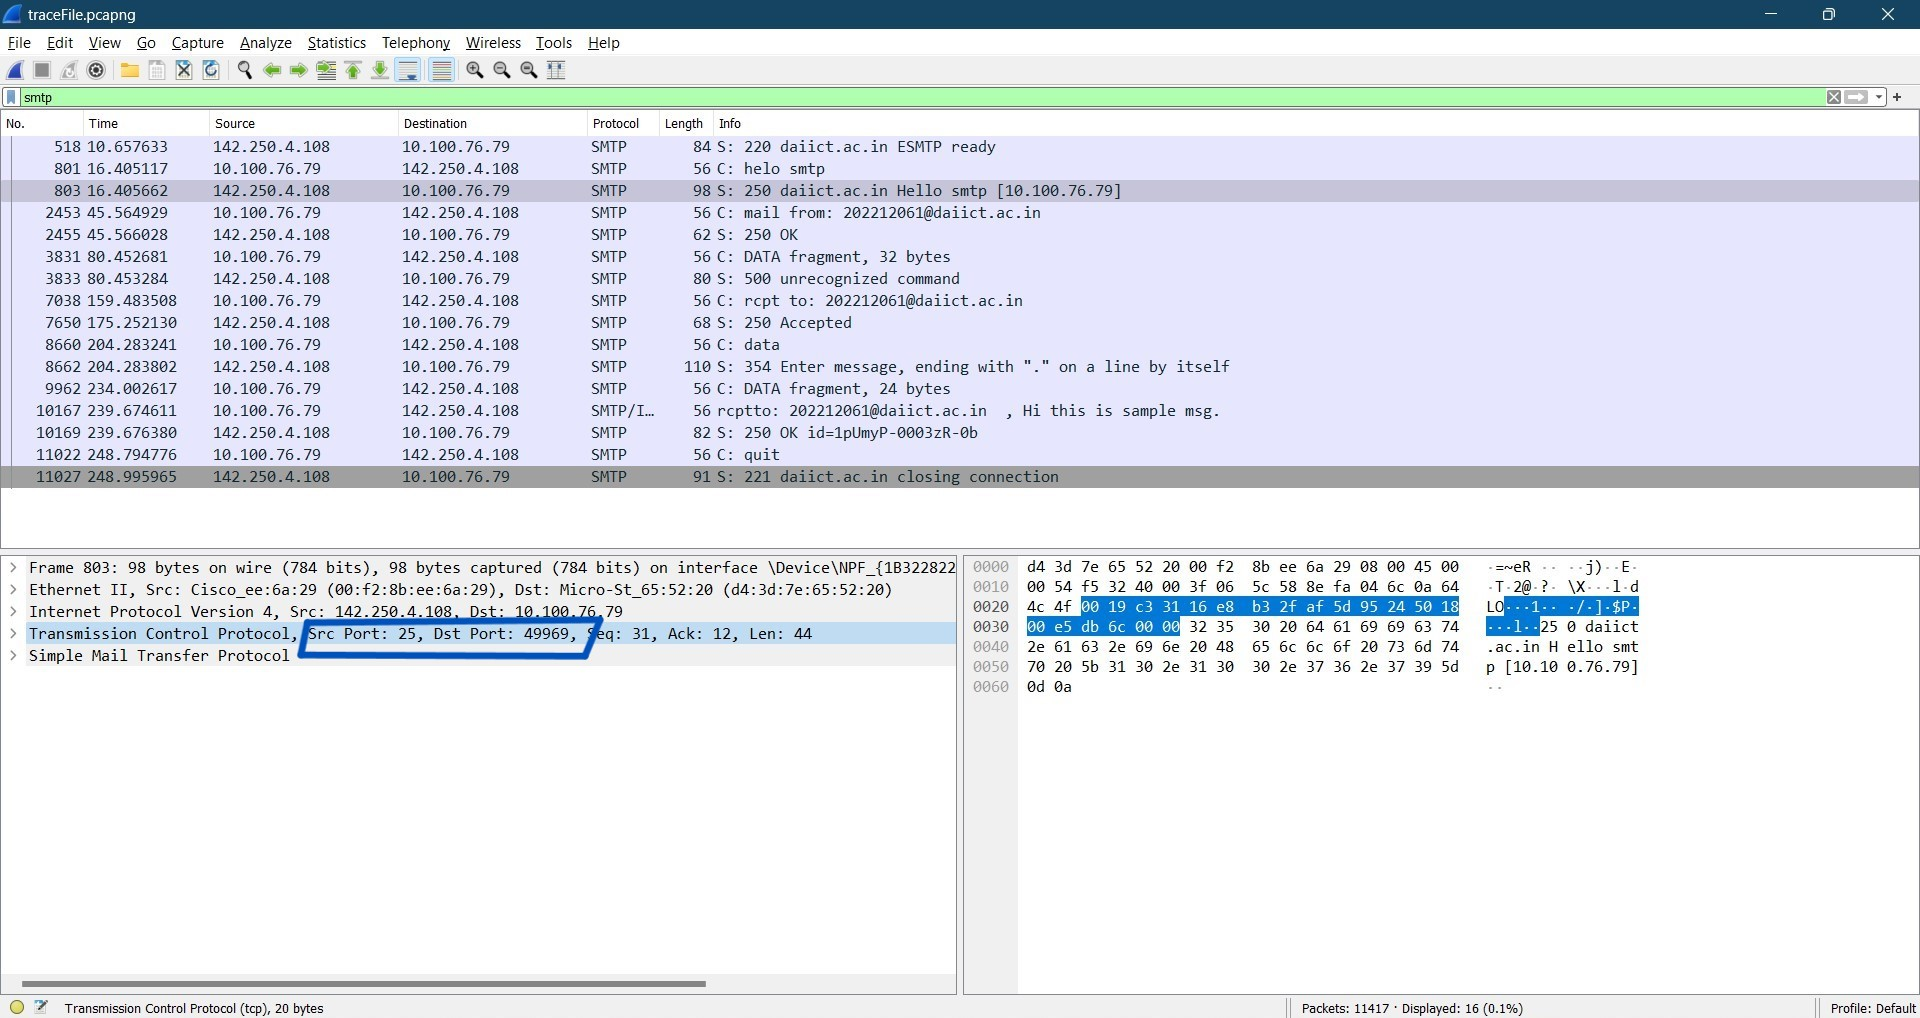 traceFile.pcapng
File Edit View Go Capture Analyze Statistics Telephony Wireless Tools Help
smtp
No. Time Source Destination Protocol Length Info
518 10.657633 142.250.4.108 10.100.76.79 SMTP 84 S: 220 daiict.ac.in ESMTP ready
801 16.405117 10.100.76.79 142.250.4.108 SMTP 56 C: helo smtp
803 16.405662 142.250.4.108 10.100.76.79 SMTP 98 S: 250 daiict.ac.in Hello smtp [10.100.76.79]
2453 45.564929 10.100.76.79 142.250.4.108 SMTP 56 C: mail from: 202212061@daiict.ac.in
2455 45.566028 142.250.4.108 10.100.76.79 SMTP 62 S: 250 OK
3831 80.452681 10.100.76.79 142.250.4.108 SMTP 56 C: DATA fragment, 32 bytes
3833 80.453284 142.250.4.108 10.100.76.79 SMTP 80 S: 500 unrecognized command
7038 159.483508 10.100.76.79 142.250.4.108 SMTP 56 C: rcpt to: 202212061@daiict.ac.in
7650 175.252130 142.250.4.108 10.100.76.79 SMTP 68 S: 250 Accepted
8660 204.283241 10.100.76.79 142.250.4.108 SMTP 56 C: data
8662 204.283802 142.250.4.108 10.100.76.79 SMTP 110 S: 354 Enter message, ending with "." on a line by itself
9962 234.002617 10.100.76.79 142.250.4.108 SMTP 56 C: DATA fragment, 24 bytes
10167 239.674611 10.100.76.79 142.250.4.108 SMTP/I… 56 rcptto: 202212061@daiict.ac.in , Hi this is sample msg.
10169 239.676380 142.250.4.108 10.100.76.79 SMTP 82 S: 250 OK id=1pUmyP-0003zR-0b
11022 248.794776 10.100.76.79 142.250.4.108 SMTP 56 C: quit
11027 248.995965 142.250.4.108 10.100.76.79 SMTP 91 S: 221 daiict.ac.in closing connection
Frame 803: 98 bytes on wire (784 bits), 98 bytes captured (784 bits) on interface \Device\NPF_{1B322822
Ethernet II, Src: Cisco_ee:6a:29 (00:f2:8b:ee:6a:29), Dst: Micro-St_65:52:20 (d4:3d:7e:65:52:20)
Internet Protocol Version 4, Src: 142.250.4.108, Dst: 10.100.76.79
Transmission Control Protocol, Src Port: 25, Dst Port: 49969, Seq: 31, Ack: 12, Len: 44
Simple Mail Transfer Protocol
0000 d4 3d 7e 65 52 20 00 f2 8b ee 6a 29 08 00 45 00 ·=~eR ·· ··j)··E·
0010 00 54 f5 32 40 00 3f 06 5c 58 8e fa 04 6c 0a 64 ·T·2@·?· \X···l·d
0020 4c 4f 00 19 c3 31 16 e8 b3 2f af 5d 95 24 50 18 LO···1·· ·/·]·$P·
0030 00 e5 db 6c 00 00 32 35 30 20 64 61 69 69 63 74 ···l··25 0 daiict
0040 2e 61 63 2e 69 6e 20 48 65 6c 6c 6f 20 73 6d 74 .ac.in H ello smt
0050 70 20 5b 31 30 2e 31 30 30 2e 37 36 2e 37 39 5d p [10.10 0.76.79]
0060 0d 0a ··
Transmission Control Protocol (tcp), 20 bytes
Packets: 11417 · Displayed: 16 (0.1%)
Profile: Default